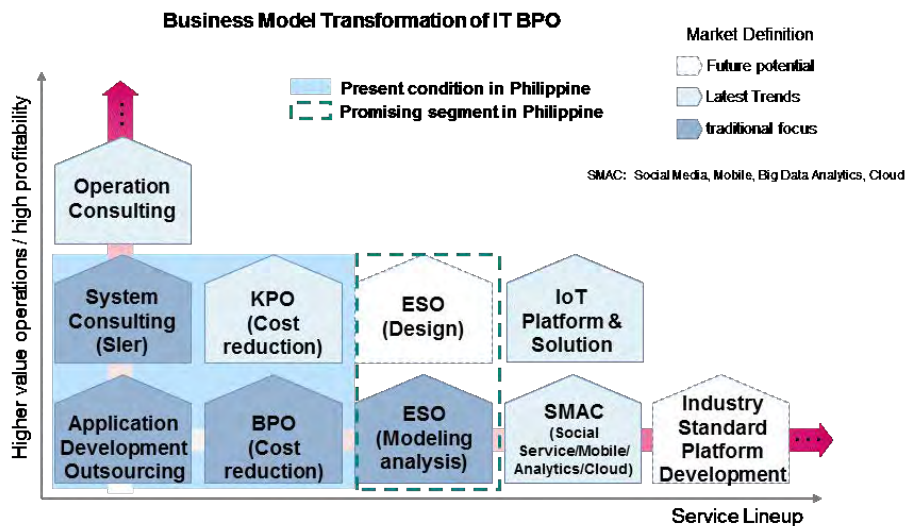 Business Model Transformation of IT BPO
Market Definition
Future potential
Latest Trends
traditional focus
Present condition in Philippine
Promising segment in Philippine
SMAC: Social Media, Mobile, Big Data Analytics, Cloud
Higher value operations / high profitability
Operation
Consulting
System
Consulting
(SIer)
KPO
(Cost
reduction)
ESO
(Design)
IoT
Platform &
Solution
Application
Development
Outsourcing
BPO
(Cost
reduction)
ESO
(Modeling
analysis)
SMAC
(Social
Service/Mobile/
Analytics/Cloud)
Industry
Standard
Platform
Development
Service Lineup